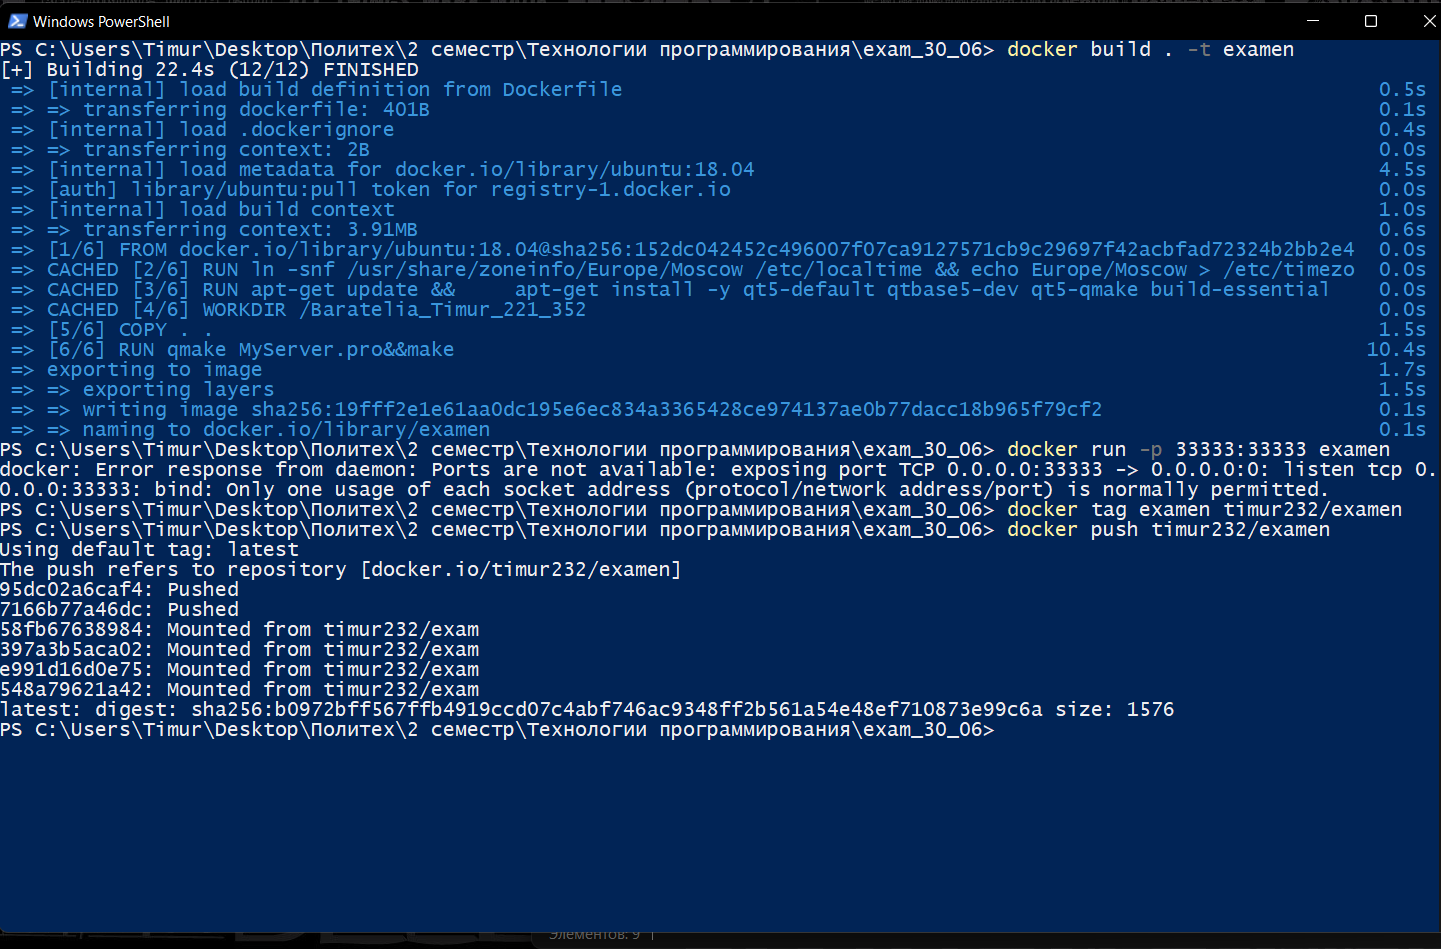 Windows PowerShell
PS C:\Users\Timur\Desktop\Политех\2 семестр\Технологии программирования\exam_30_06> docker build . -t examen
[+] Building 22.4s (12/12) FINISHED
=> [internal] load build definition from Dockerfile 0.5s
=> => transferring dockerfile: 401B 0.1s
=> [internal] load .dockerignore 0.4s
=> => transferring context: 2B 0.0s
=> [internal] load metadata for docker.io/library/ubuntu:18.04 4.5s
=> [auth] library/ubuntu:pull token for registry-1.docker.io 0.0s
=> [internal] load build context 1.0s
=> => transferring context: 3.91MB 0.6s
=> [1/6] FROM docker.io/library/ubuntu:18.04@sha256:152dc042452c496007f07ca9127571cb9c29697f42acbfad72324b2bb2e4 0.0s
=> CACHED [2/6] RUN ln -snf /usr/share/zoneinfo/Europe/Moscow /etc/localtime && echo Europe/Moscow > /etc/timezo 0.0s
=> CACHED [3/6] RUN apt-get update && apt-get install -y qt5-default qtbase5-dev qt5-qmake build-essential 0.0s
=> CACHED [4/6] WORKDIR /Baratelia_Timur_221_352 0.0s
=> [5/6] COPY . . 1.5s
=> [6/6] RUN qmake MyServer.pro&&make 10.4s
=> exporting to image 1.7s
=> => exporting layers 1.5s
=> => writing image sha256:19fff2e1e61aa0dc195e6ec834a3365428ce974137ae0b77dacc18b965f79cf2 0.1s
=> => naming to docker.io/library/examen 0.1s
PS C:\Users\Timur\Desktop\Политех\2 семестр\Технологии программирования\exam_30_06> docker run -p 33333:33333 examen
docker: Error response from daemon: Ports are not available: exposing port TCP 0.0.0.0:33333 -> 0.0.0.0:0: listen tcp 0.
0.0.0:33333: bind: Only one usage of each socket address (protocol/network address/port) is normally permitted.
PS C:\Users\Timur\Desktop\Политех\2 семестр\Технологии программирования\exam_30_06> docker tag examen timur232/examen
PS C:\Users\Timur\Desktop\Политех\2 семестр\Технологии программирования\exam_30_06> docker push timur232/examen
Using default tag: latest
The push refers to repository [docker.io/timur232/examen]
95dc02a6caf4: Pushed
7166b77a46dc: Pushed
58fb67638984: Mounted from timur232/exam
397a3b5aca02: Mounted from timur232/exam
e991d16d0e75: Mounted from timur232/exam
548a79621a42: Mounted from timur232/exam
latest: digest: sha256:b0972bff567ffb4919ccd07c4abf746ac9348ff2b561a54e48ef710873e99c6a size: 1576
PS C:\Users\Timur\Desktop\Политех\2 семестр\Технологии программирования\exam_30_06>
Элементов: 9